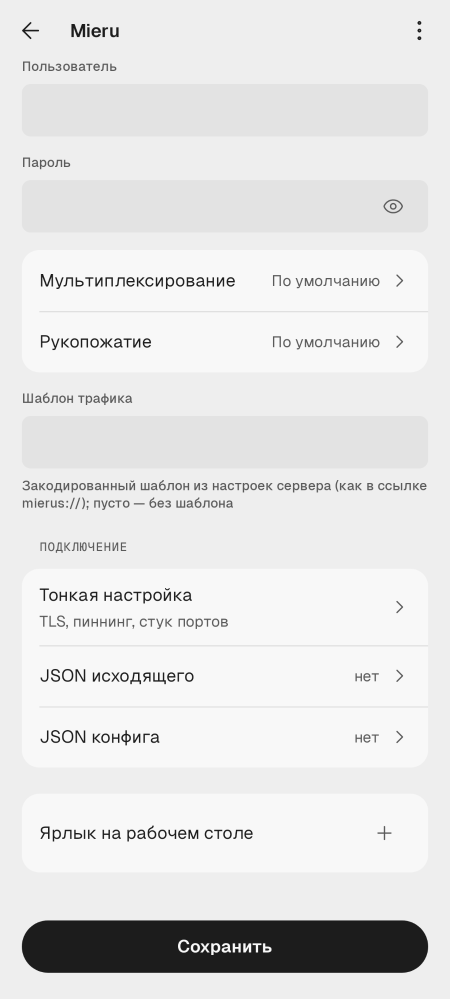 Mieru
Пользователь
Пароль
Мультиплексирование По умолчанию
Рукопожатие По умолчанию
Шаблон трафика
Закодированный шаблон из настроек сервера (как в ссылке
mierus://); пусто — без шаблона
ПОДКЛЮЧЕНИЕ
Тонкая настройка
TLS, пиннинг, стук портов
JSON исходящего нет
JSON конфига нет
Ярлык на рабочем столе
Сохранить